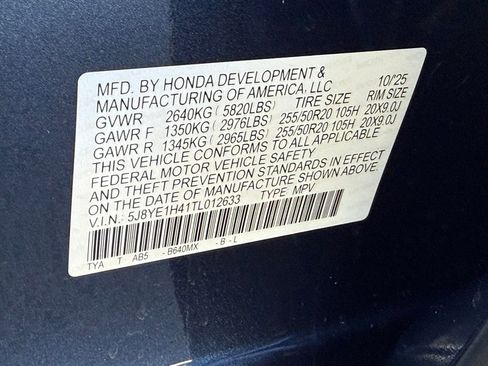 MFD. BY HONDA DEVELOPMENT & 10/25
MANUFACTURING OF AMERICA, LLC
GVWR 2640KG (5820LBS) TIRE SIZE RIM SIZE
GAWR F 1350KG (2976LBS) 255/50R20 105H 20X9.0J
GAWR R 1345KG (2965LBS) 255/50R20 105H 20X9.0J
THIS VEHICLE CONFORMS TO ALL APPLICABLE
FEDERAL MOTOR VEHICLE SAFETY
AND THEFT PREVENTION STANDARDS IN EFFECT
ON THE DATE OF MANUFACTURE SHOWN ABOVE.
V.I.N.: 5J8YE1H41TL012633 TYPE: MPV
TYA T AB5 - B640MX - B - L